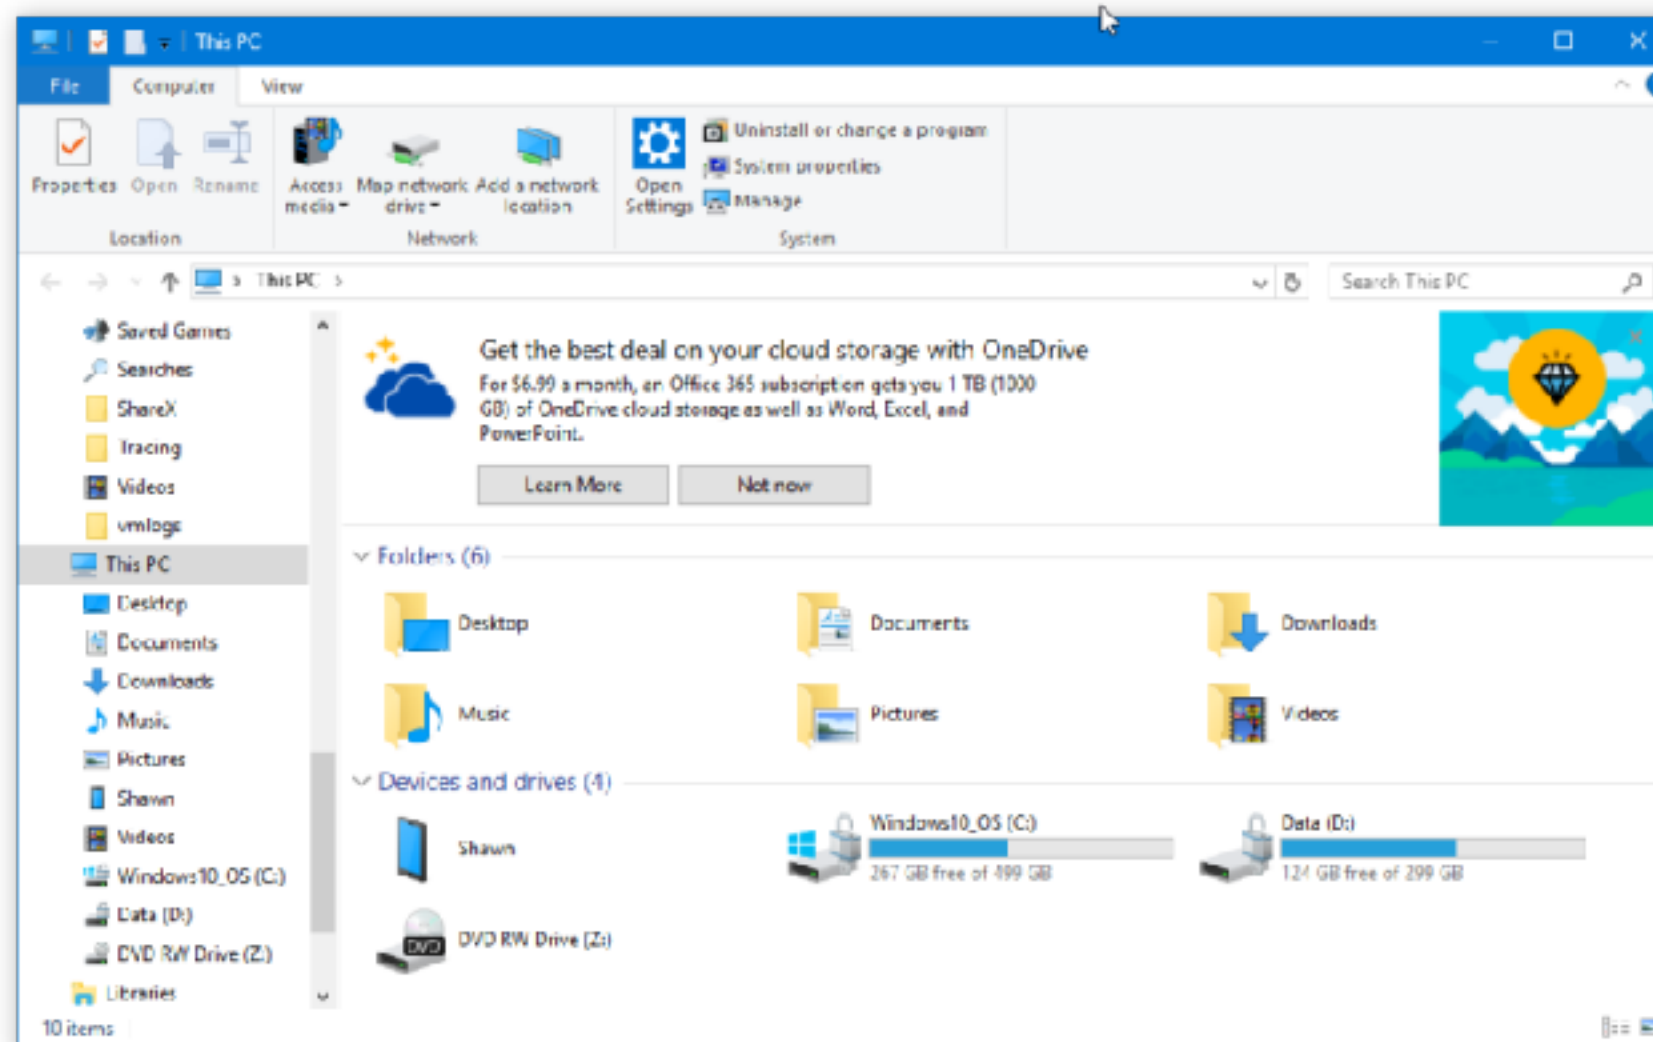 This PC
File Computer View
Properties Open Rename
Access media
Map network drive
Add a network location
Open Settings
Uninstall or change a program
System properties
Manage
Location Network System
This PC
Search This PC
Saved Games
Searches
ShareX
Tracing
Videos
vmlogs
This PC
Desktop
Documents
Downloads
Music
Pictures
Shawn
Videos
Windows10_OS (C:)
Data (D:)
DVD RW Drive (Z:)
Libraries
Get the best deal on your cloud storage with OneDrive
For $6.99 a month, an Office 365 subscription gets you 1 TB (1000
GB) of OneDrive cloud storage as well as Word, Excel, and
PowerPoint.
Learn More Not now
Folders (6)
Desktop Documents Downloads
Music Pictures Videos
Devices and drives (4)
Shawn
Windows10_OS (C:)
267 GB free of 499 GB
Data (D:)
124 GB free of 299 GB
DVD
DVD RW Drive (Z:)
10 items